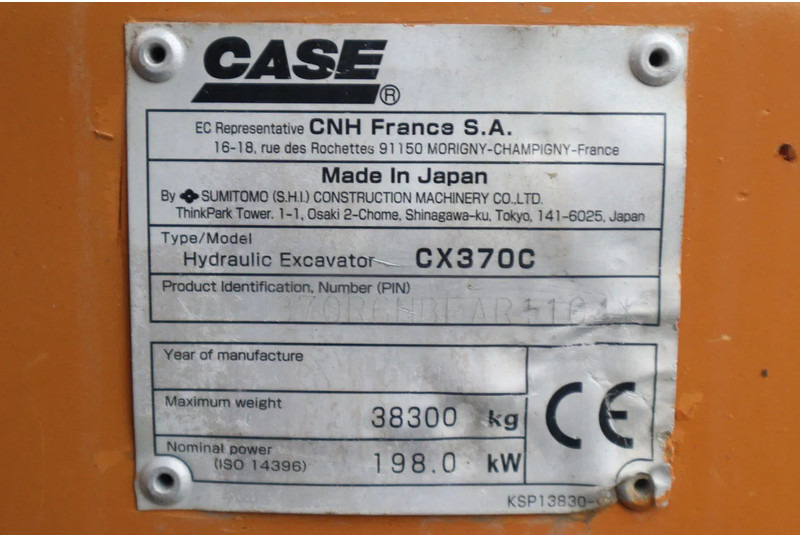 CASE®
EC Representative CNH France S.A.
16-18, rue des Rochettes 91150 MORIGNY-CHAMPIGNY-France
Made In Japan
By SUMITOMO (S.H.I.) CONSTRUCTION MACHINERY CO.,LTD.
ThinkPark Tower. 1-1, Osaki 2-Chome, Shinagawa-ku, Tokyo, 141-6025, Japan
Type/Model
Hydraulic Excavator CX370C
Product Identification, Number (PIN)
Year of manufacture
Maximum weight
38300 kg
Nominal power
(ISO 14396) 198.0 kW
CE
KSP13830-